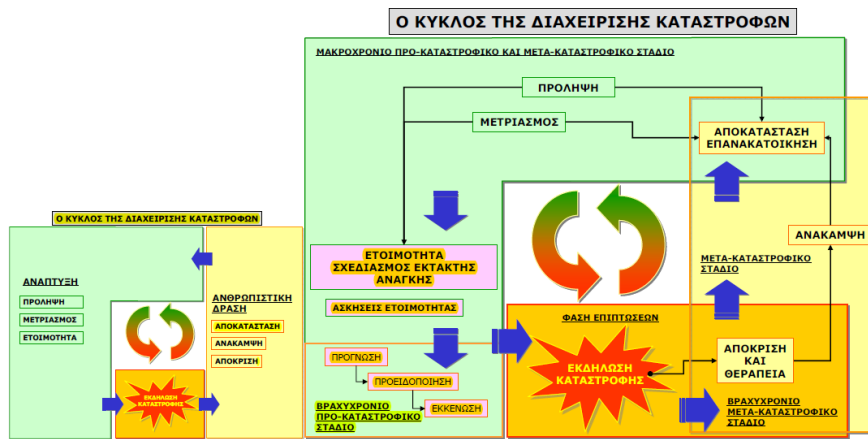 Ο ΚΥΚΛΟΣ ΤΗΣ ΔΙΑΧΕΙΡΙΣΗΣ ΚΑΤΑΣΤΡΟΦΩΝ
ΜΑΚΡΟΧΡΟΝΙΟ ΠΡΟ-ΚΑΤΑΣΤΡΟΦΙΚΟ ΚΑΙ ΜΕΤΑ-ΚΑΤΑΣΤΡΟΦΙΚΟ ΣΤΑΔΙΟ
ΠΡΟΛΗΨΗ
ΜΕΤΡΙΑΣΜΟΣ
ΑΠΟΚΑΤΑΣΤΑΣΗ
ΕΠΑΝΑΚΑΤΟΙΚΗΣΗ
ΑΝΑΚΑΜΨΗ
ΕΤΟΙΜΟΤΗΤΑ
ΣΧΕΔΙΑΣΜΟΣ ΕΚΤΑΚΤΗΣ
ΑΝΑΓΚΗΣ
ΑΣΚΗΣΕΙΣ ΕΤΟΙΜΟΤΗΤΑΣ
ΜΕΤΑ-ΚΑΤΑΣΤΡΟΦΙΚΟ
ΣΤΑΔΙΟ
ΦΑΣΗ ΕΠΙΠΤΩΣΕΩΝ
ΠΡΟΓΝΩΣΗ
ΠΡΟΕΙΔΟΠΟΙΗΣΗ
ΕΚΚΕΝΩΣΗ
ΒΡΑΧΥΧΡΟΝΙΟ
ΠΡΟ-ΚΑΤΑΣΤΡΟΦΙΚΟ
ΣΤΑΔΙΟ
ΕΚΔΗΛΩΣΗ
ΚΑΤΑΣΤΡΟΦΗΣ
ΑΠΟΚΡΙΣΗ
ΚΑΙ
ΘΕΡΑΠΕΙΑ
ΒΡΑΧΥΧΡΟΝΙΟ
ΜΕΤΑ-ΚΑΤΑΣΤΡΟΦΙΚΟ
ΣΤΑΔΙΟ
Ο ΚΥΚΛΟΣ ΤΗΣ ΔΙΑΧΕΙΡΙΣΗΣ ΚΑΤΑΣΤΡΟΦΩΝ
ΑΝΑΠΤΥΞΗ
ΠΡΟΛΗΨΗ
ΜΕΤΡΙΑΣΜΟΣ
ΕΤΟΙΜΟΤΗΤΑ
ΑΝΘΡΩΠΙΣΤΙΚΗ
ΔΡΑΣΗ
ΑΠΟΚΑΤΑΣΤΑΣΗ
ΑΝΑΚΑΜΨΗ
ΑΠΟΚΡΙΣΗ
ΕΚΔΗΛΩΣΗ
ΚΑΤΑΣΤΡΟΦΗΣ